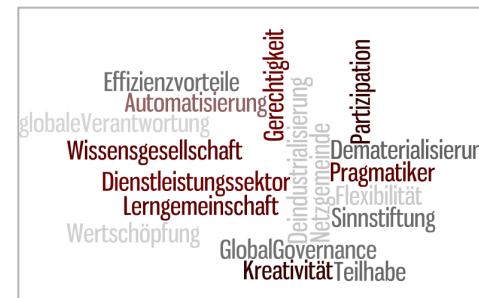 Effizienzvorteile
Automatisierung
globaleVerantwortung
Wissensgesellschaft
Dienstleistungssektor
Lerngemeinschaft
Wertschöpfung
Gerechtigkeit
Deindustrialisierung
Netzgemeinde
Partizipation
Dematerialisierun
Pragmatiker
Flexibilität
Sinnstiftung
GlobalGovernance
Kreativität
Teilhabe